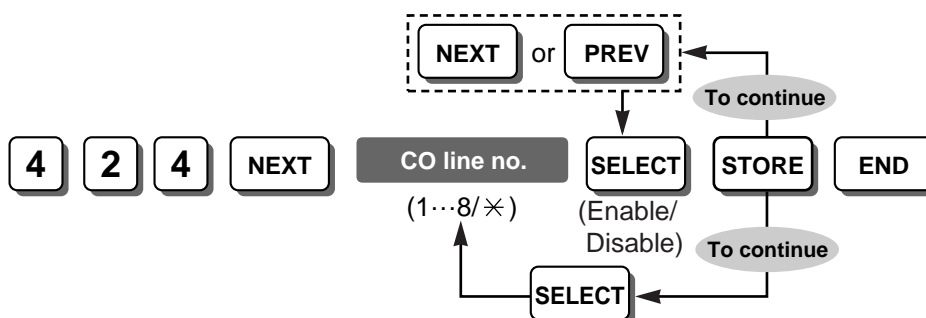 NEXT or PREV
To continue
4 2 4 NEXT CO line no. SELECT STORE END
(1···8/✳)
(Enable/
Disable)
To continue
SELECT